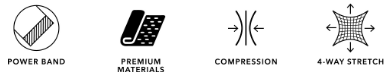 POWER BAND
PREMIUM
MATERIALS
COMPRESSION
4-WAY STRETCH